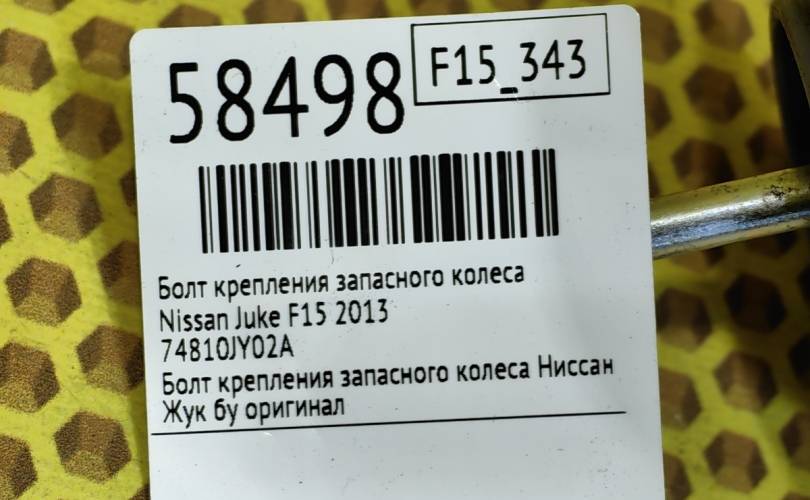 58498
F15_343
Болт крепления запасного колеса
Nissan Juke F15 2013
74810JY02A
Болт крепления запасного колеса Ниссан
Жук бу оригинал